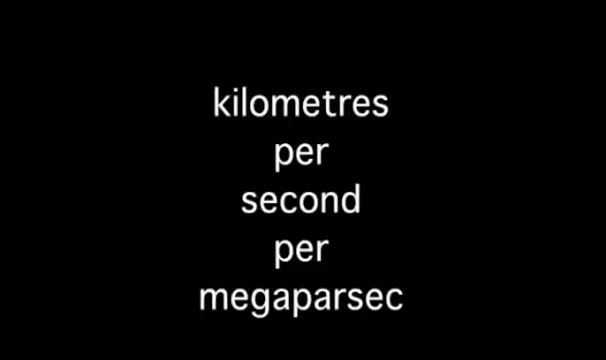 kilometres
per
second
per
megaparsec